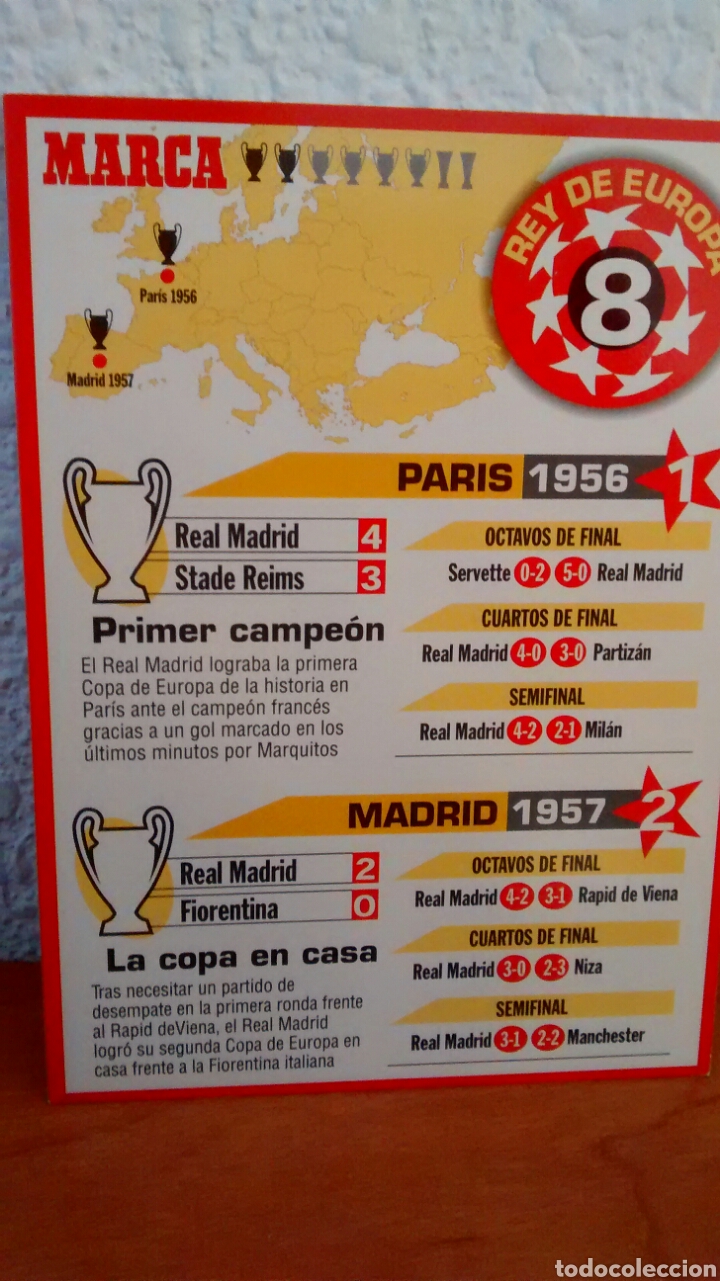 MARCA
REY DE EUROPA
8
París 1956
Madrid 1957
PARIS 1956 1
Real Madrid 4
Stade Reims 3
Primer campeón
El Real Madrid lograba la primera
Copa de Europa de la historia en
París ante el campeón francés
gracias a un gol marcado en los
últimos minutos por Marquitos
OCTAVOS DE FINAL
Servette 0-2 5-0 Real Madrid
CUARTOS DE FINAL
Real Madrid 4-0 3-0 Partizán
SEMIFINAL
Real Madrid 4-2 2-1 Milán
MADRID 1957 2
Real Madrid 2
Fiorentina 0
La copa en casa
Tras necesitar un partido de
desempate en la primera ronda frente
al Rapid deViena, el Real Madrid
logró su segunda Copa de Europa en
casa frente a la Fiorentina italiana
OCTAVOS DE FINAL
Real Madrid 4-2 3-1 Rapid de Viena
CUARTOS DE FINAL
Real Madrid 3-0 2-3 Niza
SEMIFINAL
Real Madrid 3-1 2-2 Manchester
todocoleccion